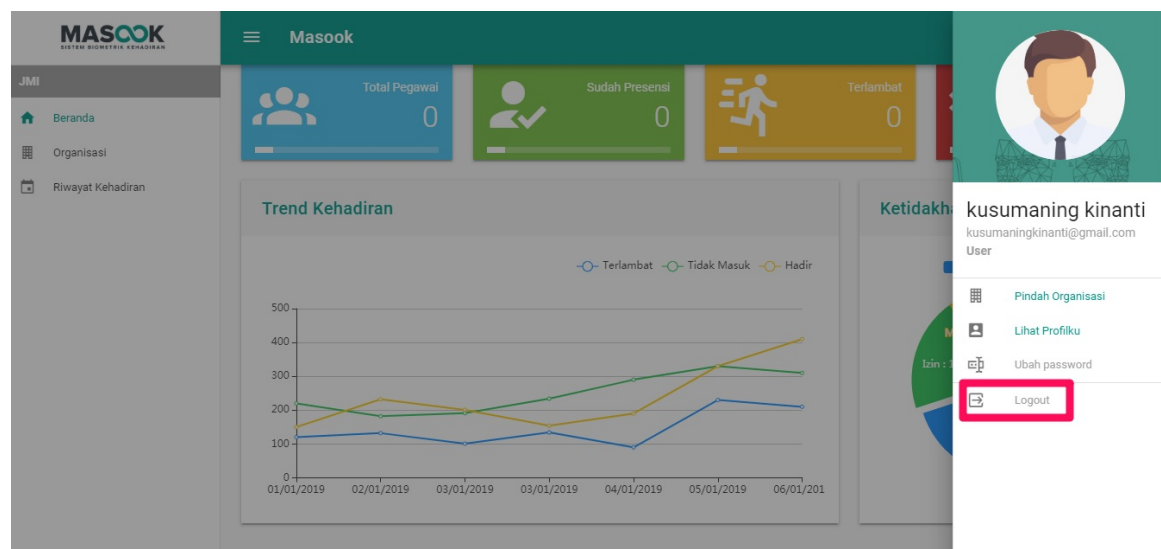 MASOOK
SISTEM BIOMETRIK KEHADIRAN
JMI
Beranda
Organisasi
Riwayat Kehadiran
Masook
Total Pegawai
0
Sudah Presensi
0
Terlambat
0
Trend Kehadiran
Terlambat Tidak Masuk Hadir
500
400
300
200
100
0
01/01/2019 02/01/2019 03/01/2019 03/01/2019 04/01/2019 05/01/2019 06/01/201
Ketidakh
M
Izin : 1
kusumaning kinanti
kusumaningkinanti@gmail.com
User
Pindah Organisasi
Lihat Profilku
Ubah password
Logout